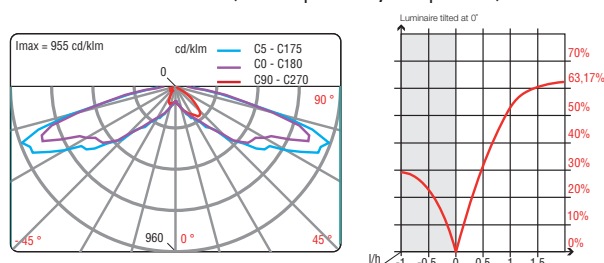 Luminaire tilted at 0°
Imax = 955 cd/klm
cd/klm
C5 - C175
C0 - C180
C90 - C270
0
90 °
-45 °
960
0 °
45 °
70%
63,17%
50%
40%
30%
20%
10%
0%
l/h
-1 -0.5 0 0.5 1 1.5